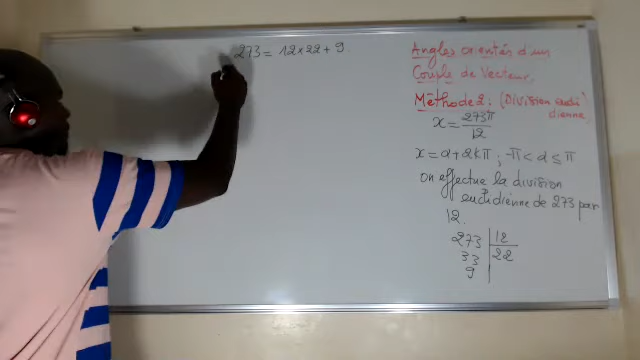 273 = 12 × 22 + 9
Angles orientés d'un
Couple de Vecteur.
Méthode 2 : (Division eucli
dienne
x = 273π
12
x = α + 2kπ ; -π < α ≤ π
on effectue la division
euclidienne de 273 par
12.
273 | 12
33 | 22
9